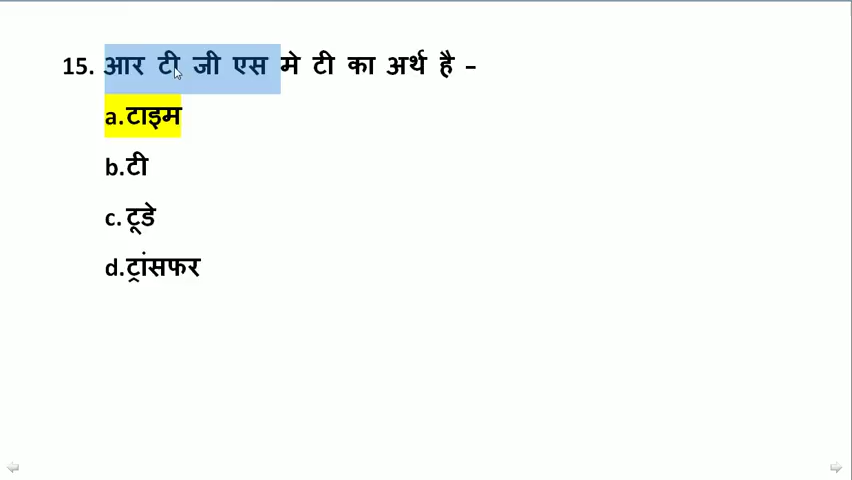 15. आर टी जी एस मे टी का अर्थ है –
a.टाइम
b.टी
c. टूडे
d.ट्रांसफर